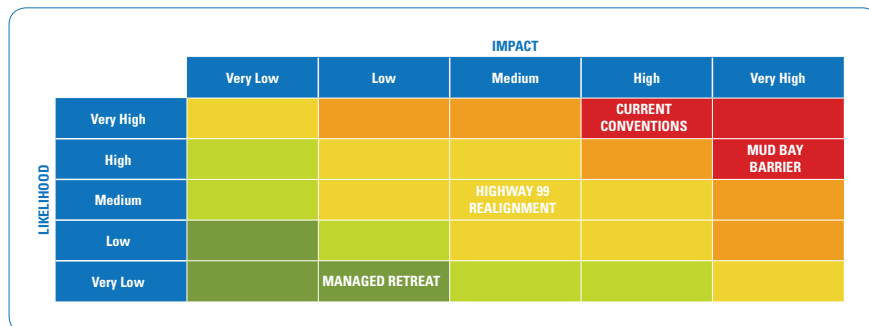 IMPACT
Very Low Low Medium High Very High
LIKELIHOOD
Very High
CURRENT
CONVENTIONS
High
MUD BAY
BARRIER
Medium
HIGHWAY 99
REALIGNMENT
Low
Very Low
MANAGED RETREAT